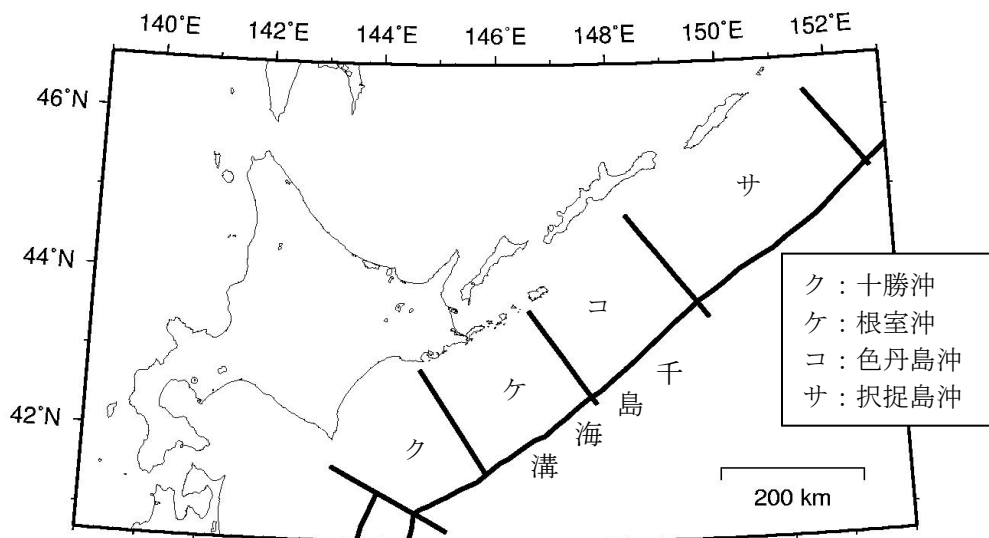 140°E 142°E 144°E 146°E 148°E 150°E 152°E
46°N
44°N
42°N
サ
コ
ケ
ク
千
島
海
溝
ク：十勝沖
ケ：根室沖
コ：色丹島沖
サ：択捉島沖
200 km